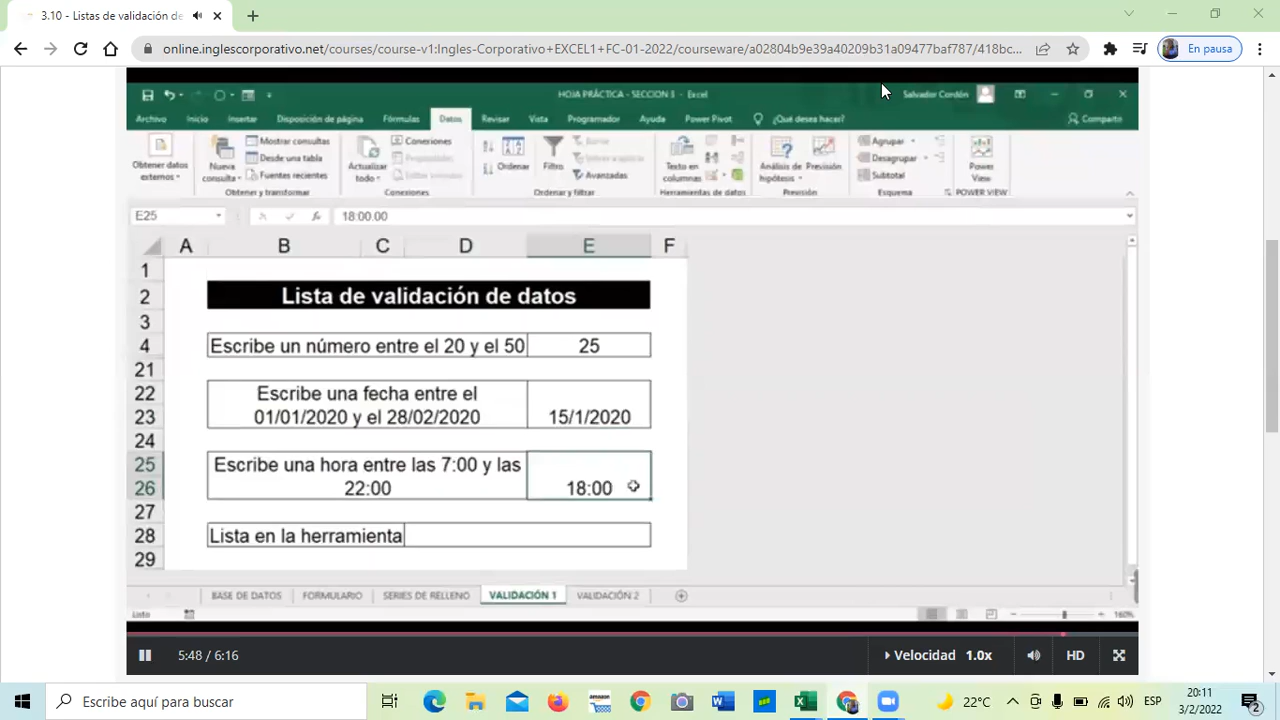 3.10 - Listas de validación de
online.inglescorporativo.net/courses/course-v1:Ingles-Corporativo+EXCEL1+FC-01-2022/courseware/a02804b9e39a40209b31a09477baf787/418bc...
En pausa
HOJA PRÁCTICA - SECCION 3 - Excel
Salvador Cordón
Archivo Inicio Insertar Disposición de página Fórmulas Datos Revisar Vista Programador Ayuda Power Pivot ¿Qué desea hacer? Compartir
Obtener datos externos
Nueva consulta
Mostrar consultas
Desde una tabla
Fuentes recientes
Obtener y transformar
Actualizar todo
Conexiones
Propiedades
Conexiones
Ordenar
Filtro
Borrar
Avanzadas
Ordenar y filtrar
Texto en columnas
Herramientas de datos
Análisis de hipótesis
Previsión
Previsión
Agrupar
Desagrupar
Subtotal
Esquema
Power View
POWER VIEW
E25 fx 18:00:00
A B C D E F
1
2 Lista de validación de datos
3
4 Escribe un número entre el 20 y el 50 25
21
22 Escribe una fecha entre el
23 01/01/2020 y el 28/02/2020 15/1/2020
24
25 Escribe una hora entre las 7:00 y las
26 22:00 18:00
27
28 Lista en la herramienta
29
BASE DE DATOS FORMULARIO SERIES DE RELLENO VALIDACIÓN 1 VALIDACIÓN 2
Listo 160%
5:48 / 6:16 Velocidad 1.0x HD
Escribe aquí para buscar
amazon
22°C ESP
20:11
3/2/2022
2